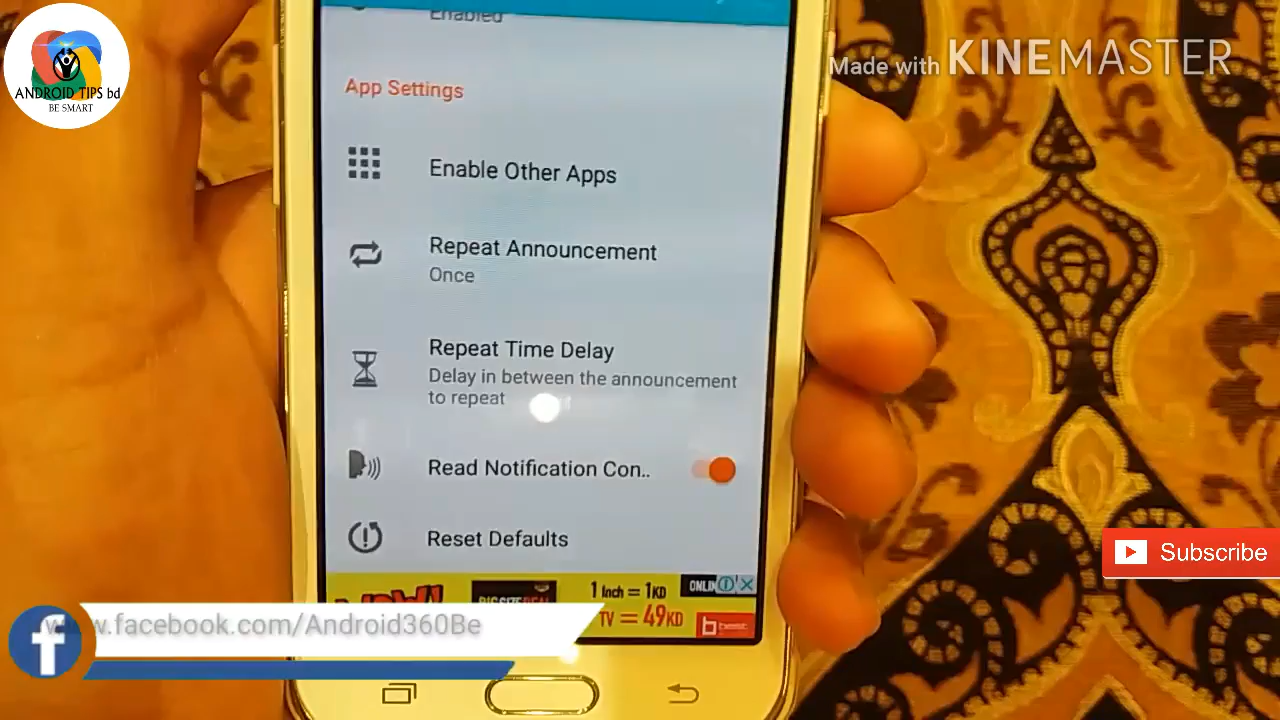 Enabled
Made with KINEMASTER
ANDROID TIPS bd
BE SMART
App Settings
Enable Other Apps
Repeat Announcement
Once
Repeat Time Delay
Delay in between the announcement
to repeat
Read Notification Con..
Reset Defaults
Subscribe
1 Inch = 1KD
TV = 49KD
.facebook.com/Android360Be